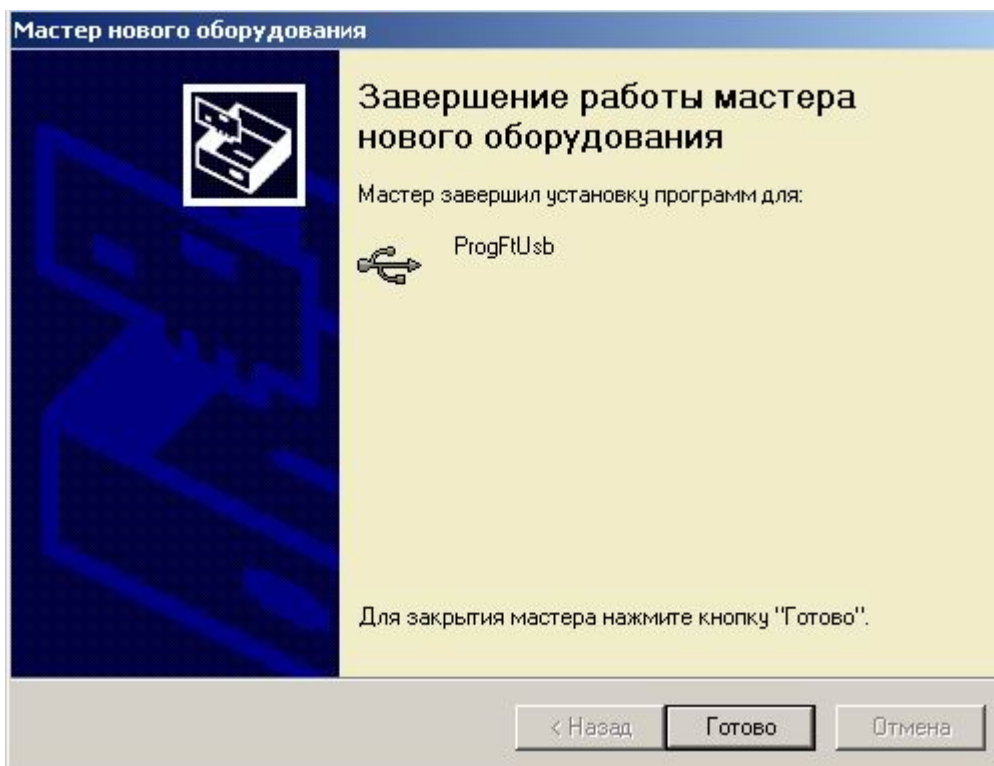 Мастер нового оборудования
Завершение работы мастера
нового оборудования
Мастер завершил установку программ для:
ProgFtUsb
Для закрытия мастера нажмите кнопку "Готово".
< Назад
Готово
Отмена